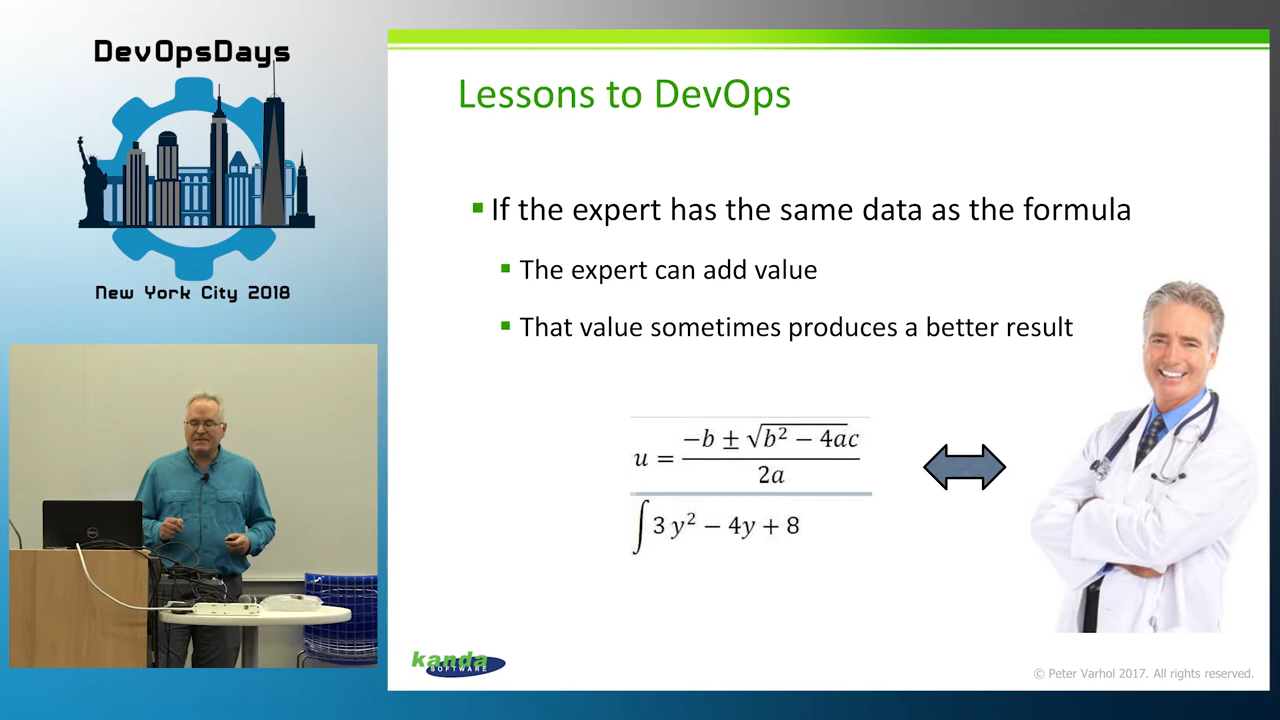 DevOpsDays
New York City 2018
Lessons to DevOps
If the expert has the same data as the formula
The expert can add value
That value sometimes produces a better result
u = −b ± √b² − 4ac / 2a
∫ 3 y² − 4y + 8
kanda
SOFTWARE
© Peter Varhol 2017. All rights reserved.